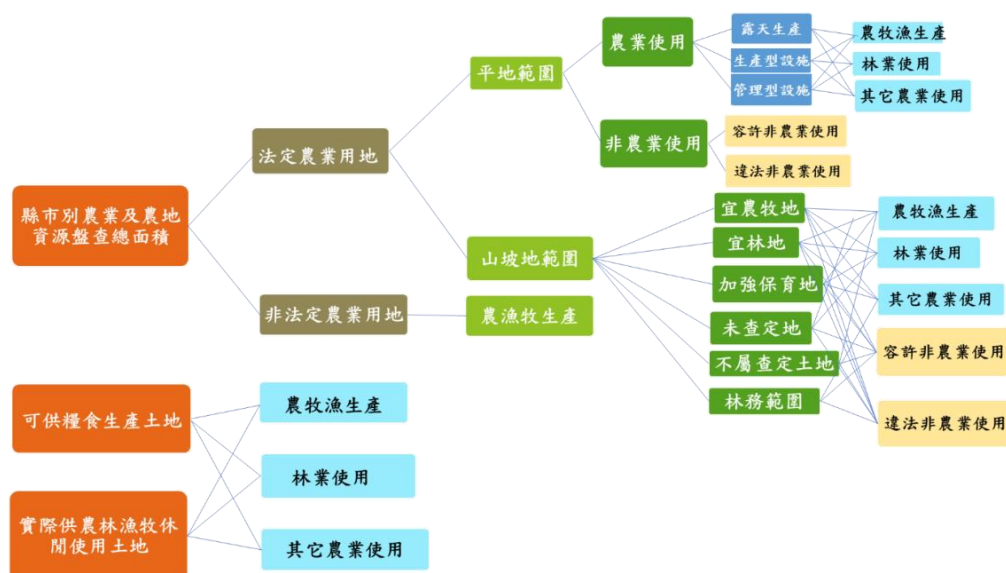 縣市別農業及農地
資源盤查總面積
法定農業用地
非法定農業用地
平地範圍
山坡地範圍
農漁牧生產
農業使用
非農業使用
露天生產
生產型設施
管理型設施
農牧漁生產
林業使用
其它農業使用
容許非農業使用
違法非農業使用
宜農牧地
宜林地
加強保育地
未查定地
不屬查定土地
林務範圍
農牧漁生產
林業使用
其它農業使用
容許非農業使用
違法非農業使用
可供糧食生產土地
實際供農林漁牧休
閒使用土地
農牧漁生產
林業使用
其它農業使用